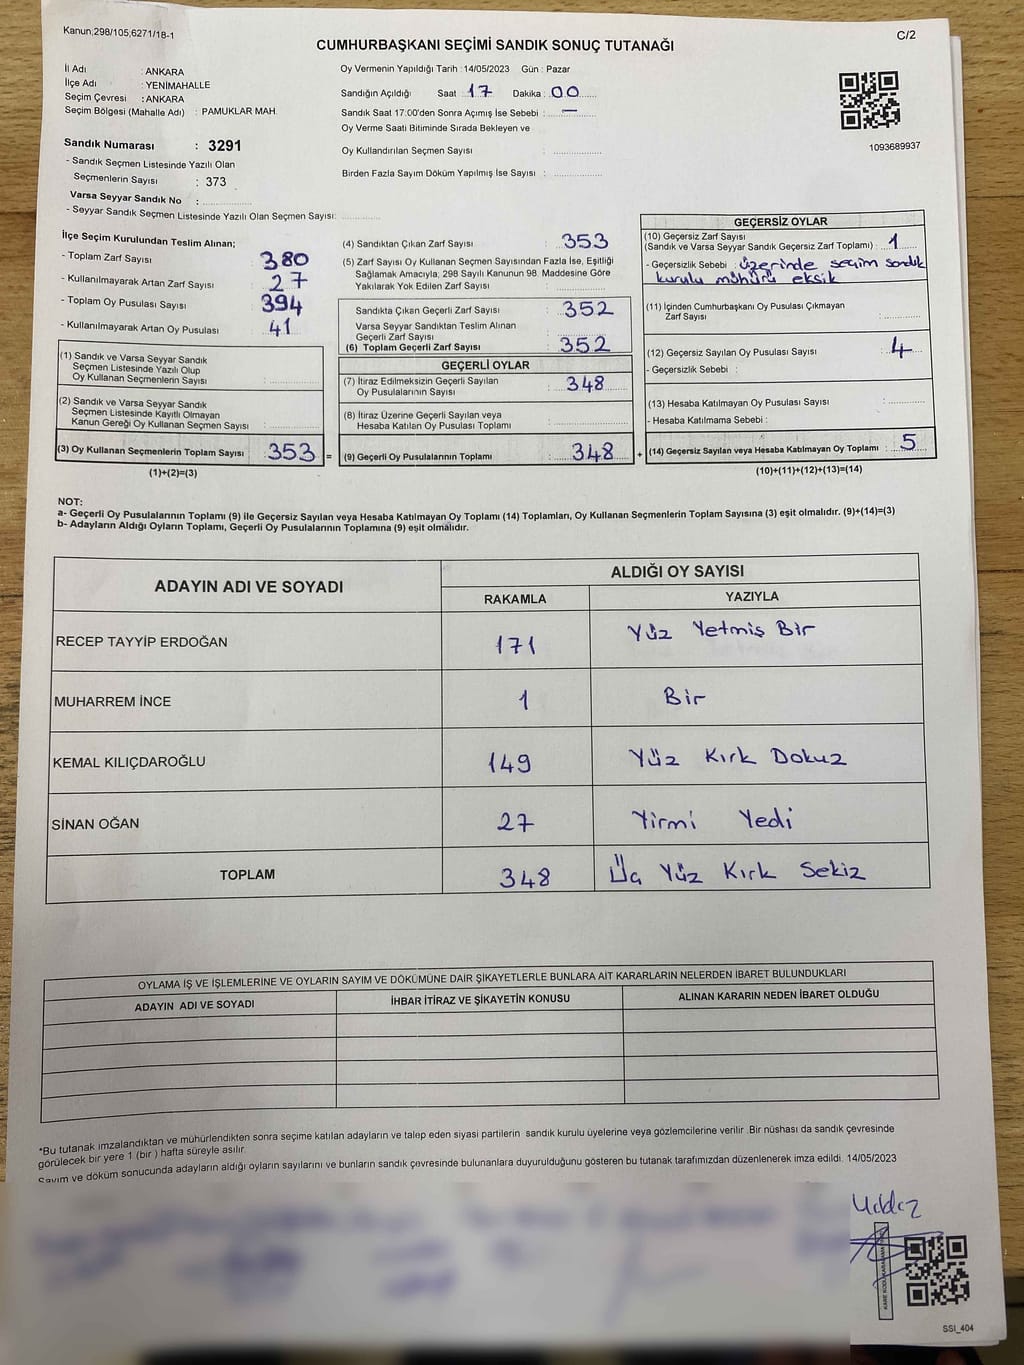 Kanun;298/105,6271/18-1
C/2
CUMHURBAŞKANI SEÇİMİ SANDIK SONUÇ TUTANAĞI
İl Adı : ANKARA
İlçe Adı : YENİMAHALLE
Seçim Çevresi : ANKARA
Seçim Bölgesi (Mahalle Adı) : PAMUKLAR MAH.
Sandık Numarası : 3291
- Sandık Seçmen Listesinde Yazılı Olan
Seçmenlerin Sayısı : 373
Varsa Seyyar Sandık No :
- Seyyar Sandık Seçmen Listesinde Yazılı Olan Seçmen Sayısı:
Oy Vermenin Yapıldığı Tarih : 14/05/2023 Gün : Pazar
Sandığın Açıldığı Saat 17 Dakika : 00
Sandık Saat 17:00'den Sonra Açımış İse Sebebi : —
Oy Verme Saati Bitiminde Sırada Bekleyen ve
Oy Kullandırılan Seçmen Sayısı :
Birden Fazla Sayım Döküm Yapılmış İse Sayısı :
1093689937
İlçe Seçim Kurulundan Teslim Alınan;
- Toplam Zarf Sayısı : 380
- Kullanılmayarak Artan Zarf Sayısı : 27
- Toplam Oy Pusulası Sayısı : 394
- Kullanılmayarak Artan Oy Pusulası : 41
(1) Sandık ve Varsa Seyyar Sandık
Seçmen Listesinde Yazılı Olup
Oy Kullanan Seçmenlerin Sayısı :
(2) Sandık ve Varsa Seyyar Sandık
Seçmen Listesinde Kayıtlı Olmayan
Kanun Gereği Oy Kullanan Seçmen Sayısı :
(3) Oy Kullanan Seçmenlerin Toplam Sayısı : 353 =
(1)+(2)=(3)
(4) Sandıktan Çıkan Zarf Sayısı : 353
(5) Zarf Sayısı Oy Kullanan Seçmen Sayısından Fazla İse, Eşitliği
Sağlamak Amacıyla, 298 Sayılı Kanunun 98. Maddesine Göre
Yakılarak Yok Edilen Zarf Sayısı :
Sandıkta Çıkan Geçerli Zarf Sayısı : 352
Varsa Seyyar Sandıktan Teslim Alınan
Geçerli Zarf Sayısı :
(6) Toplam Geçerli Zarf Sayısı : 352
GEÇERLİ OYLAR
(7) İtiraz Edilmeksizin Geçerli Sayılan
Oy Pusulalarının Sayısı : 348
(8) İtiraz Üzerine Geçerli Sayılan veya
Hesaba Katılan Oy Pusulası Toplamı :
(9) Geçerli Oy Pusulalarının Toplamı : 348 +
GEÇERSİZ OYLAR
(10) Geçersiz Zarf Sayısı
(Sandık ve Varsa Seyyar Sandık Geçersiz Zarf Toplamı) : 1
- Geçersizlik Sebebi : Üzerinde seçim sandık
kurulu mühürü eksik
(11) İçinden Cumhurbaşkanı Oy Pusulası Çıkmayan
Zarf Sayısı :
(12) Geçersiz Sayılan Oy Pusulası Sayısı : 4
- Geçersizlik Sebebi :
(13) Hesaba Katılmayan Oy Pusulası Sayısı :
- Hesaba Katılmama Sebebi :
(14) Geçersiz Sayılan veya Hesaba Katılmayan Oy Toplamı : 5
(10)+(11)+(12)+(13)=(14)
NOT:
a- Geçerli Oy Pusulalarının Toplamı (9) ile Geçersiz Sayılan veya Hesaba Katılmayan Oy Toplamı (14) Toplamları, Oy Kullanan Seçmenlerin Toplam Sayısına (3) eşit olmalıdır. (9)+(14)=(3)
b- Adayların Aldığı Oyların Toplamı, Geçerli Oy Pusulalarının Toplamına (9) eşit olmalıdır.
ADAYIN ADI VE SOYADI
ALDIĞI OY SAYISI
RAKAMLA YAZIYLA
RECEP TAYYİP ERDOĞAN 171 Yüz Yetmiş Bir
MUHARREM İNCE 1 Bir
KEMAL KILIÇDAROĞLU 149 Yüz Kırk Dokuz
SİNAN OĞAN 27 Yirmi Yedi
TOPLAM 348 Üç Yüz Kırk Sekiz
OYLAMA İŞ VE İŞLEMLERİNE VE OYLARIN SAYIM VE DÖKÜMÜNE DAİR ŞİKAYETLERLE BUNLARA AİT KARARLARIN NELERDEN İBARET BULUNDUKLARI
ADAYIN ADI VE SOYADI İHBAR İTİRAZ VE ŞİKAYETİN KONUSU ALINAN KARARIN NEDEN İBARET OLDUĞU
*Bu tutanak imzalandıktan ve mühürlendikten sonra seçime katılan adayların ve talep eden siyasi partilerin sandık kurulu üyelerine veya gözlemcilerine verilir .Bir nüshası da sandık çevresinde
görülecek bir yere 1 (bir ) hafta süreyle asılır.
Sayım ve döküm sonucunda adayların aldığı oyların sayılarını ve bunların sandık çevresinde bulunanlara duyurulduğunu gösteren bu tutanak tarafımızdan düzenlenerek imza edildi. 14/05/2023
SSI_404